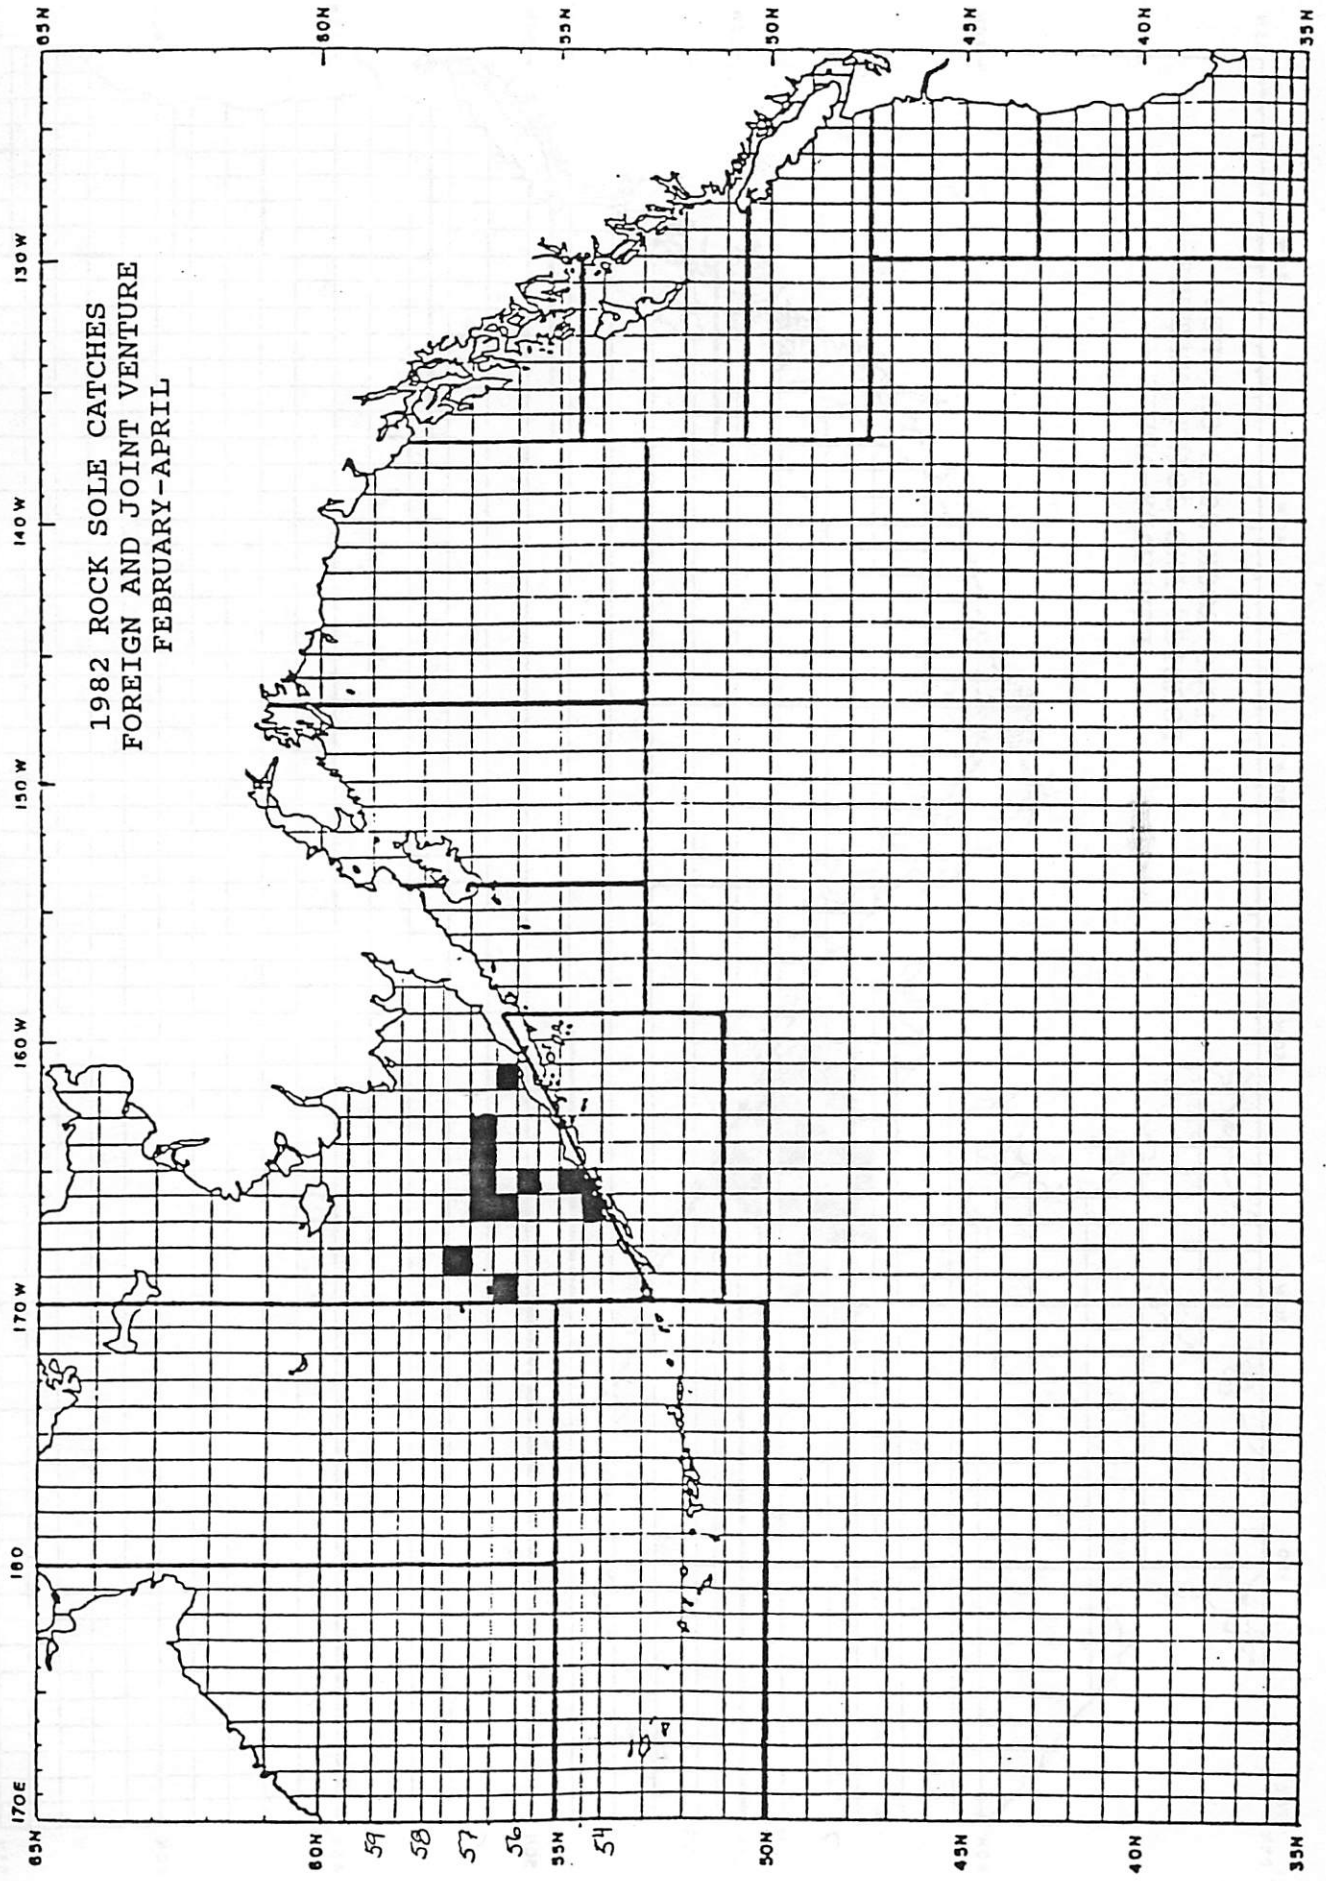 1982 ROCK SOLE CATCHES
FOREIGN AND JOINT VENTURE
FEBRUARY-APRIL
170E
180
170W
160W
150W
140W
130W
65N
60N
55N
50N
45N
40N
35N
65N
60N
59
58
57
56
55N
54
50N
45N
40N
35N